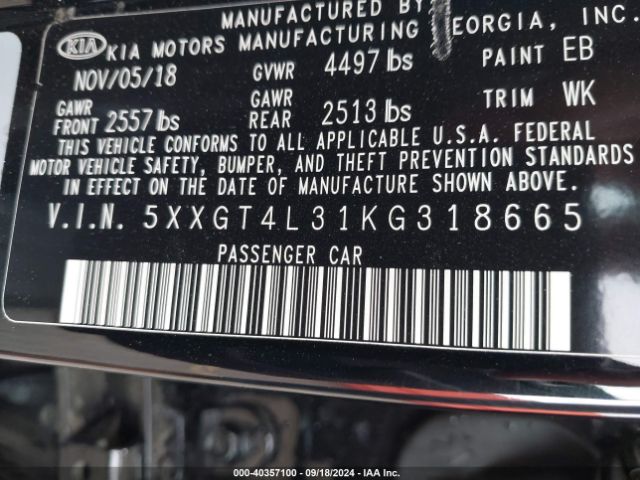 MANUFACTURED BY
KIA KIA MOTORS MANUFACTURING GEORGIA, INC.
NOV/05/18 GVWR 4497 lbs PAINT EB
GAWR FRONT 2557 lbs GAWR REAR 2513 lbs TRIM WK
THIS VEHICLE CONFORMS TO ALL APPLICABLE U.S.A. FEDERAL
MOTOR VEHICLE SAFETY, BUMPER, AND THEFT PREVENTION STANDARDS
IN EFFECT ON THE DATE OF MANUFACTURE SHOWN ABOVE.
V.I.N. 5XXGT4L31KG318665
PASSENGER CAR
000-40357100 - 09/18/2024 - IAA Inc.